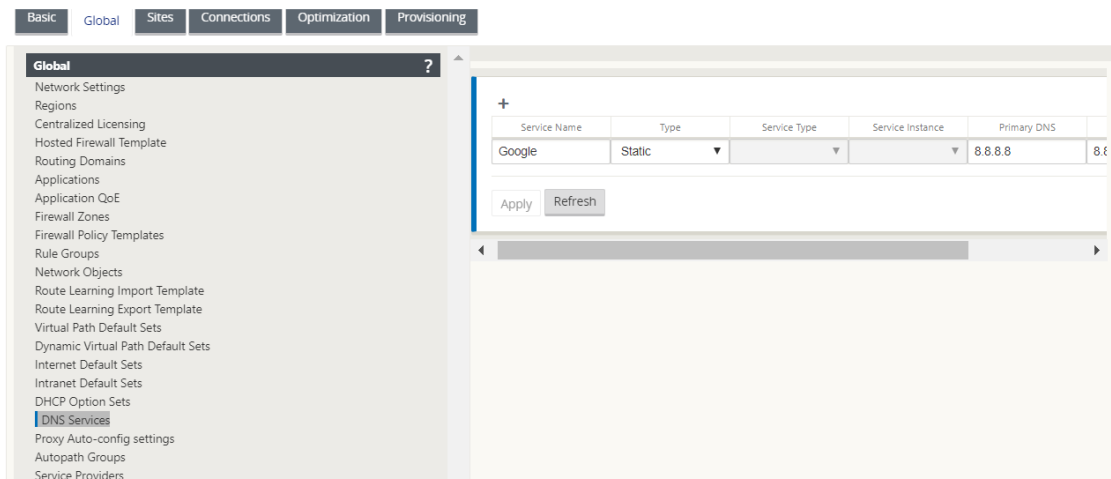 Basic Global Sites Connections Optimization Provisioning
Global ?
Network Settings
Regions
Centralized Licensing
Hosted Firewall Template
Routing Domains
Applications
Application QoE
Firewall Zones
Firewall Policy Templates
Rule Groups
Network Objects
Route Learning Import Template
Route Learning Export Template
Virtual Path Default Sets
Dynamic Virtual Path Default Sets
Internet Default Sets
Intranet Default Sets
DHCP Option Sets
DNS Services
Proxy Auto-config settings
Autopath Groups
Service Providers
+
Service Name Type Service Type Service Instance Primary DNS
Google Static 8.8.8.8 8.8
Apply Refresh